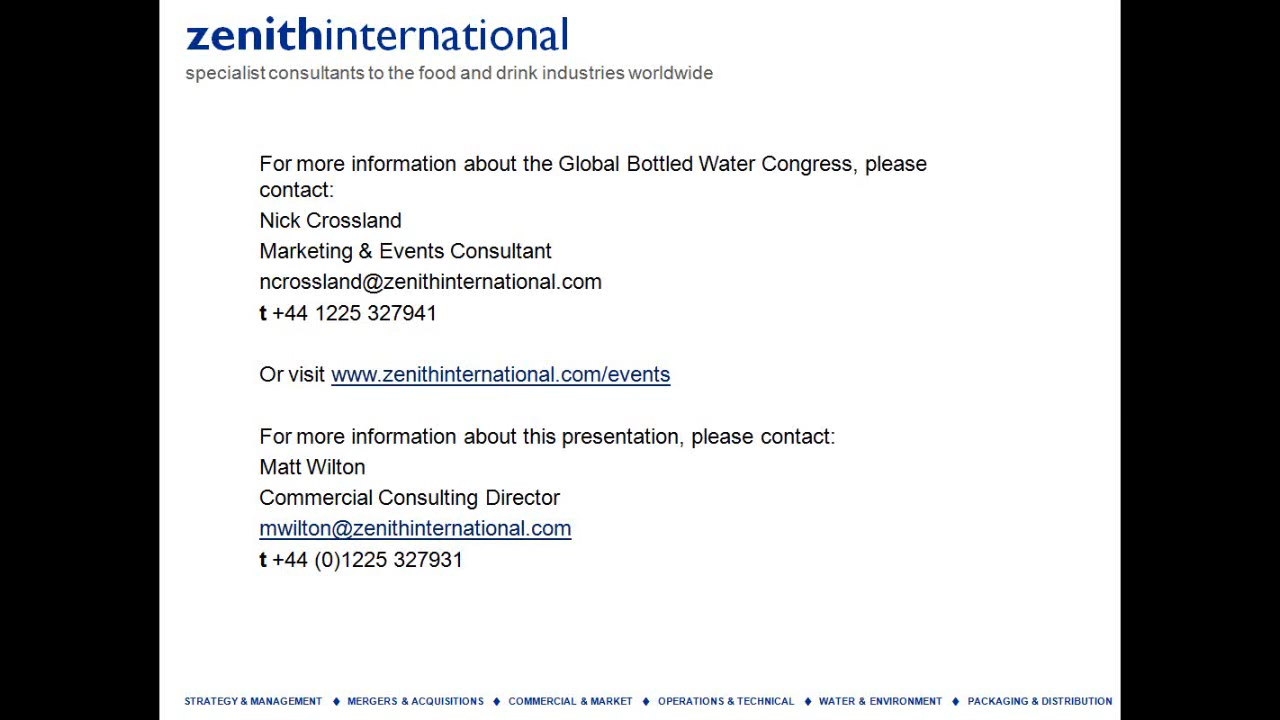 zenithinternational
specialist consultants to the food and drink industries worldwide
For more information about the Global Bottled Water Congress, please
contact:
Nick Crossland
Marketing & Events Consultant
ncrossland@zenithinternational.com
t +44 1225 327941
Or visit www.zenithinternational.com/events
For more information about this presentation, please contact:
Matt Wilton
Commercial Consulting Director
mwilton@zenithinternational.com
t +44 (0)1225 327931
STRATEGY & MANAGEMENT ♦ MERGERS & ACQUISITIONS ♦ COMMERCIAL & MARKET ♦ OPERATIONS & TECHNICAL ♦ WATER & ENVIRONMENT ♦ PACKAGING & DISTRIBUTION